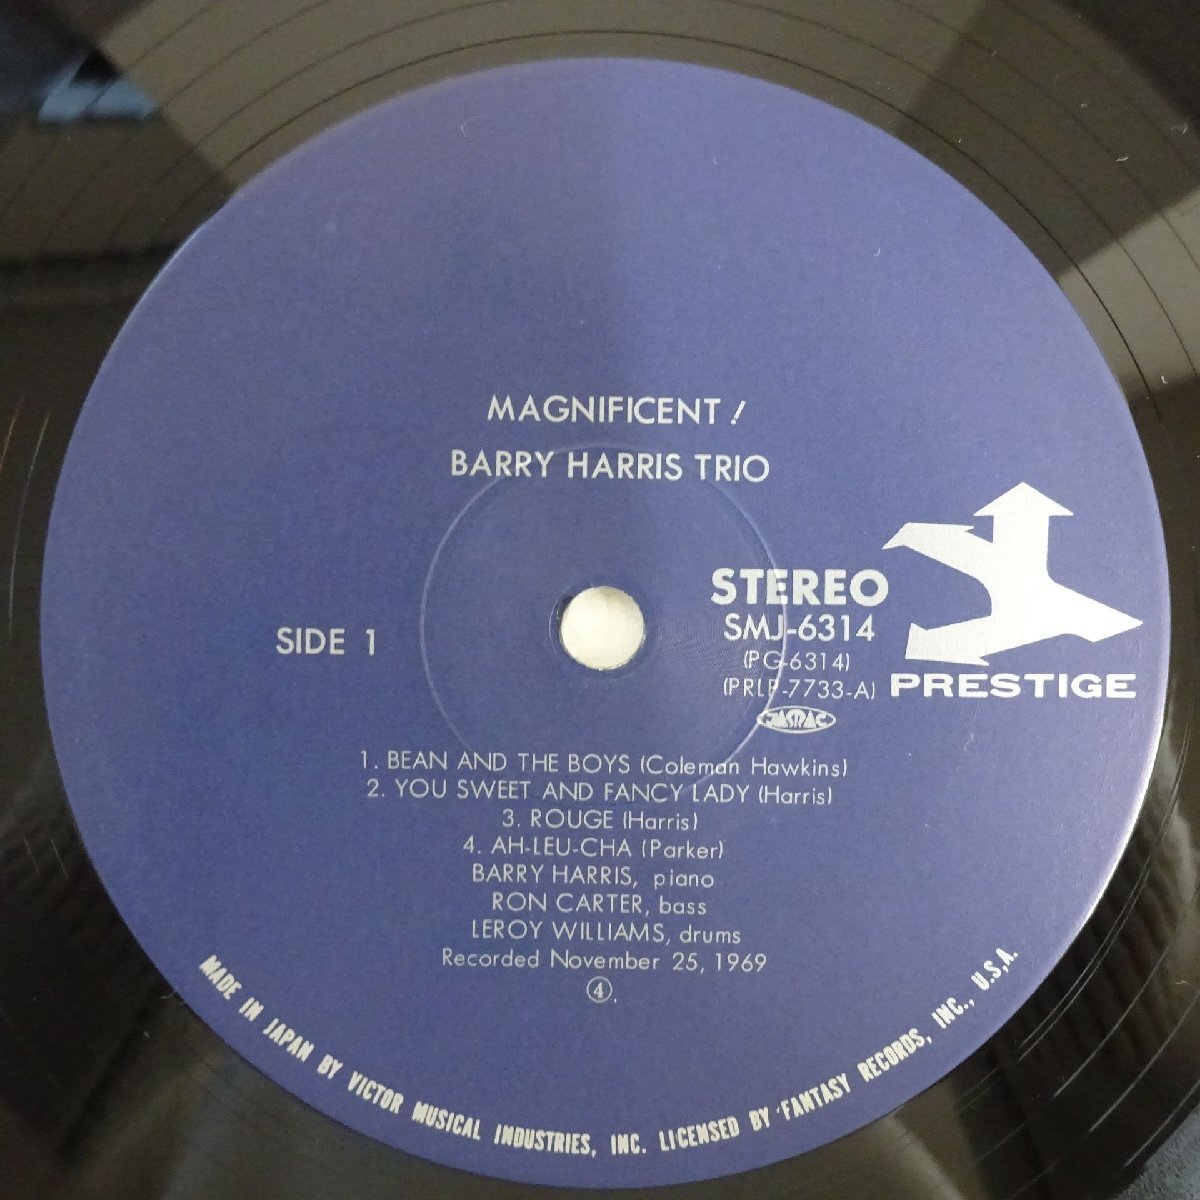 MAGNIFICENT!
BARRY HARRIS TRIO
STEREO
SMJ-6314
(PG-6314)
(PRLP-7733-A)
JASRAC
PRESTIGE
SIDE 1
1. BEAN AND THE BOYS (Coleman Hawkins)
2. YOU SWEET AND FANCY LADY (Harris)
3. ROUGE (Harris)
4. AH-LEU-CHA (Parker)
BARRY HARRIS, piano
RON CARTER, bass
LEROY WILLIAMS, drums
Recorded November 25, 1969
④.
MADE IN JAPAN BY VICTOR MUSICAL INDUSTRIES, INC. LICENSED BY FANTASY RECORDS, INC., U.S.A.